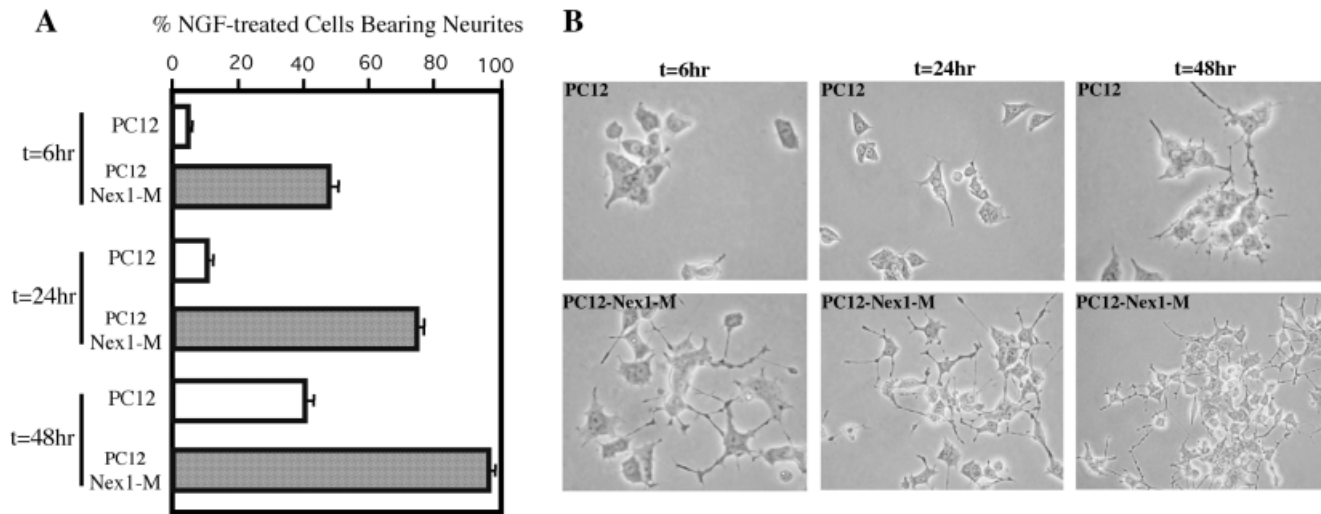 A
% NGF-treated Cells Bearing Neurites
0 20 40 60 80 100
t=6hr
PC12
PC12
Nex1-M
t=24hr
PC12
PC12
Nex1-M
t=48hr
PC12
PC12
Nex1-M
B
t=6hr t=24hr t=48hr
PC12 PC12 PC12
PC12-Nex1-M PC12-Nex1-M PC12-Nex1-M